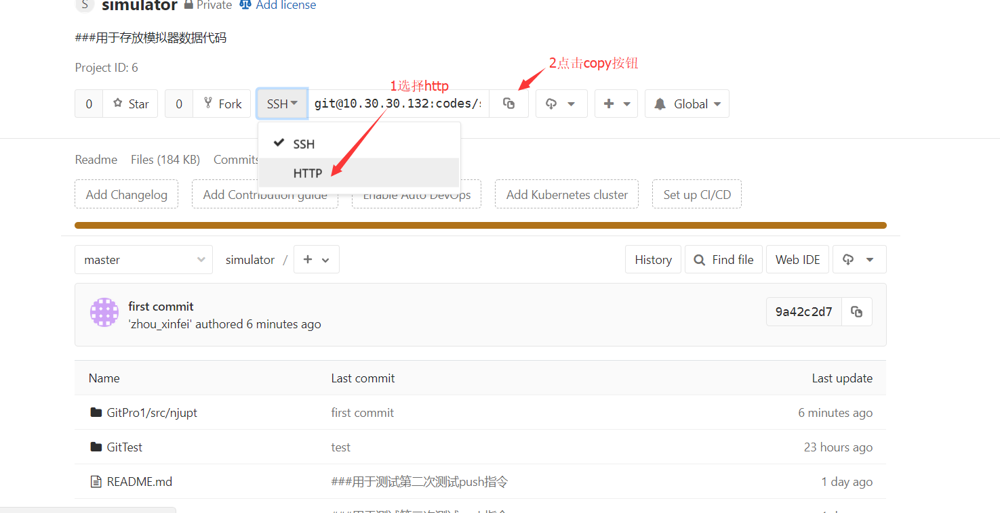 S simulator Private Add license
###用于存放模拟器数据代码
Project ID: 6
2点击copy按钮
1选择http
0 Star 0 Fork SSH git@10.30.30.132:codes/s Global
SSH
HTTP
Readme Files (184 KB) Commits
Add Changelog Add Contribution guide Enable Auto DevOps Add Kubernetes cluster Set up CI/CD
master simulator / + History Find file Web IDE
first commit
'zhou_xinfei' authored 6 minutes ago
9a42c2d7
Name Last commit Last update
GitPro1/src/njupt first commit 6 minutes ago
GitTest test 23 hours ago
README.md ###用于测试第二次测试push指令 1 day ago